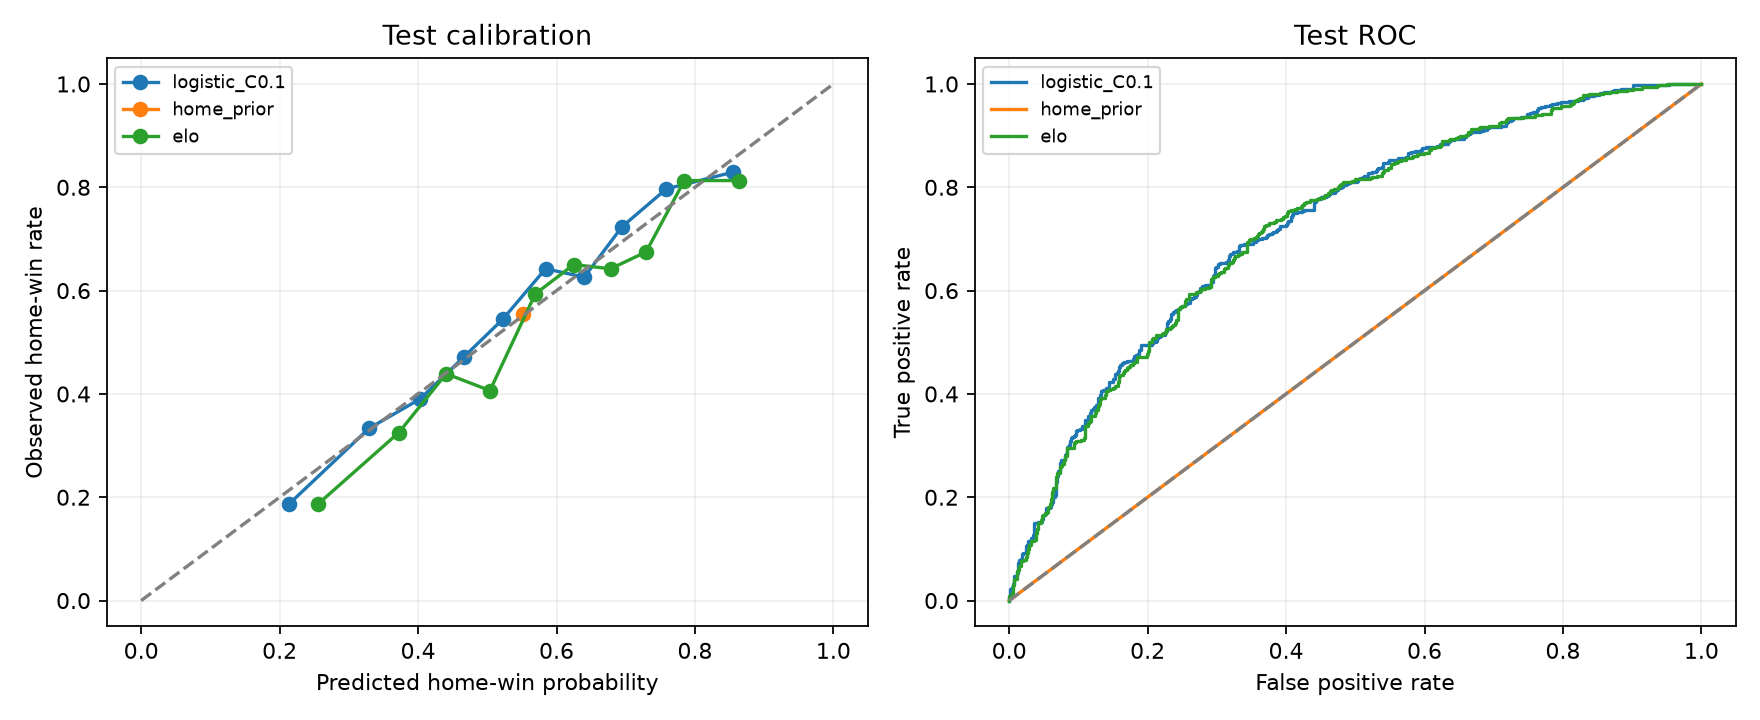 Test calibration
logistic_C0.1
home_prior
elo
Observed home-win rate
1.0
0.8
0.6
0.4
0.2
0.0
0.0 0.2 0.4 0.6 0.8 1.0
Predicted home-win probability
Test ROC
logistic_C0.1
home_prior
elo
True positive rate
1.0
0.8
0.6
0.4
0.2
0.0
0.0 0.2 0.4 0.6 0.8 1.0
False positive rate